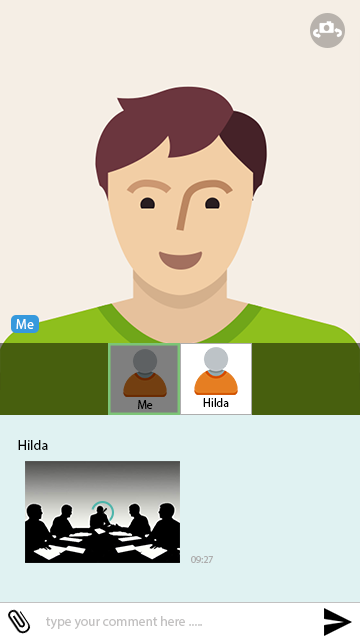 Me
Me
Hilda
Hilda
09:27
type your comment here .....